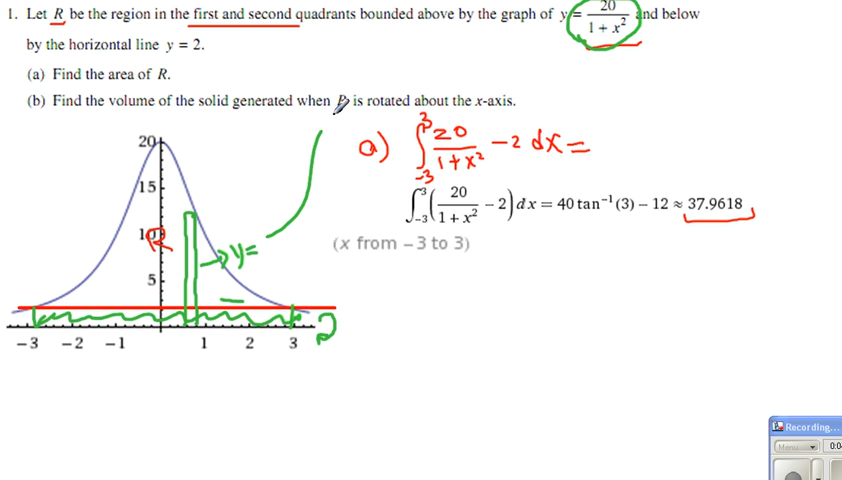 1. Let R be the region in the first and second quadrants bounded above by the graph of y = 20/(1 + x²) and below
by the horizontal line y = 2.
(a) Find the area of R.
(b) Find the volume of the solid generated when R is rotated about the x-axis.
a) ∫₋₃³ 20/(1+x²) - 2 dx =
∫₋₃³ (20/(1 + x²) − 2) dx = 40 tan⁻¹(3) − 12 ≈ 37.9618
(x from −3 to 3)
20
15
10
5
R
y=
−3 −2 −1 1 2 3
Recording...
Menu
0:0